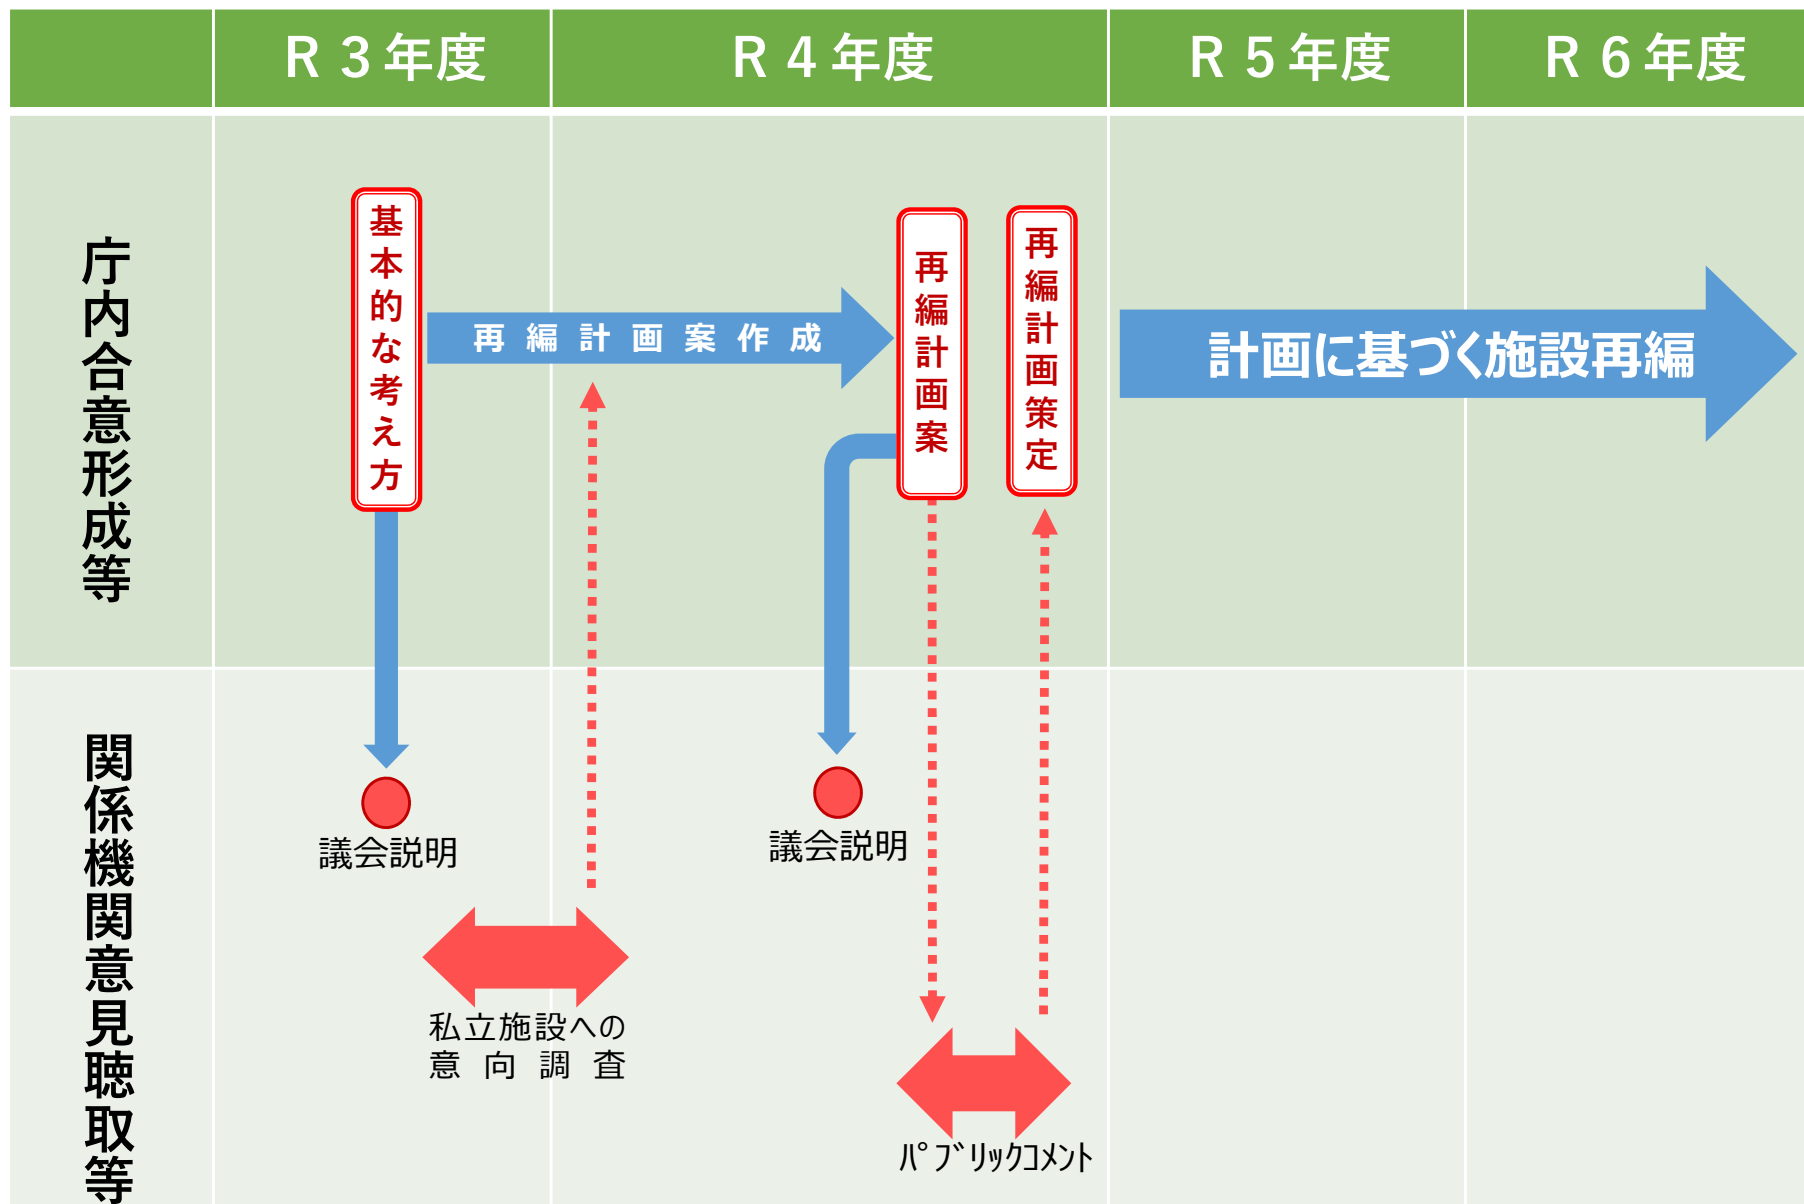 R３年度
R４年度
R５年度
R６年度
庁内合意形成等
基本的な考え方
再編計画案作成
再編計画案
再編計画策定
計画に基づく施設再編
関係機関意見聴取等
議会説明
議会説明
私立施設への
意向調査
ﾊﾟﾌﾞﾘｯｸｺﾒﾝﾄ